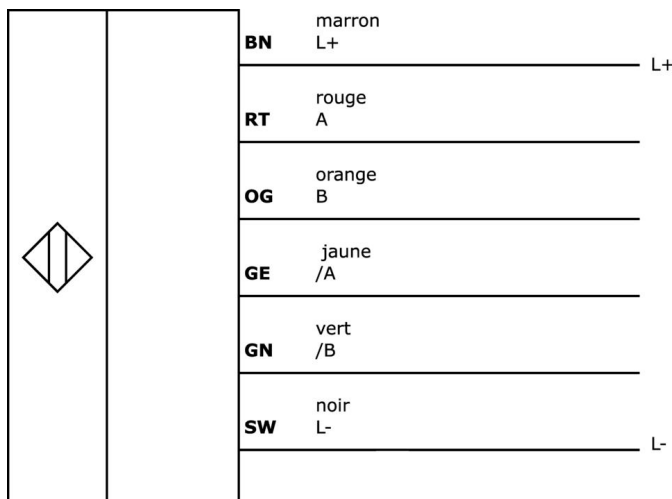 marron
BN L+
L+
rouge
RT A
orange
OG B
jaune
GE /A
vert
GN /B
noir
SW L-
L-